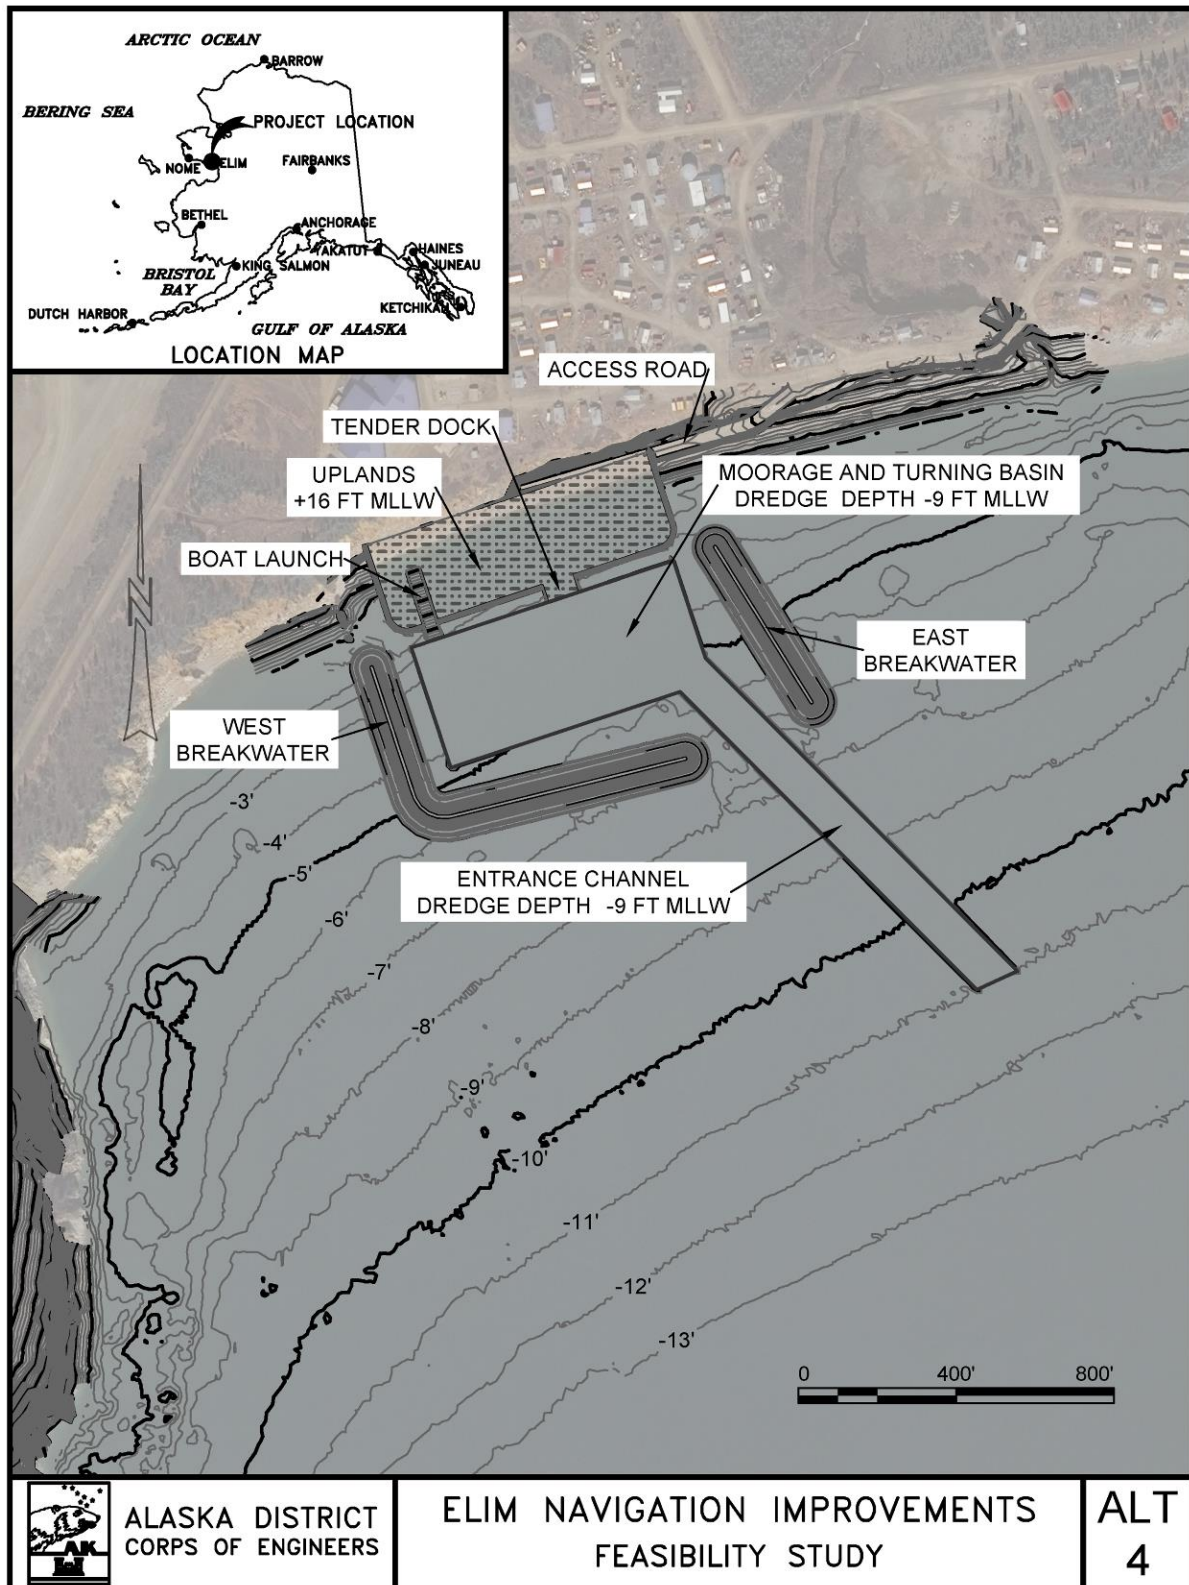 ARCTIC OCEAN
BARROW
BERING SEA
PROJECT LOCATION
NOME
ELIM
FAIRBANKS
BETHEL
ANCHORAGE
YAKATUT
HAINES
KING SALMON
JUNEAU
BRISTOL
BAY
KETCHIKAN
DUTCH HARBOR
GULF OF ALASKA
LOCATION MAP
ACCESS ROAD
TENDER DOCK
UPLANDS
+16 FT MLLW
MOORAGE AND TURNING BASIN
DREDGE DEPTH -9 FT MLLW
BOAT LAUNCH
N
EAST
BREAKWATER
WEST
BREAKWATER
-3'
-4'
-5'
ENTRANCE CHANNEL
DREDGE DEPTH -9 FT MLLW
-6'
-7'
-8'
-9'
-10'
-11'
-12'
-13'
0 400' 800'
AK
ALASKA DISTRICT
CORPS OF ENGINEERS
ELIM NAVIGATION IMPROVEMENTS
FEASIBILITY STUDY
ALT
4